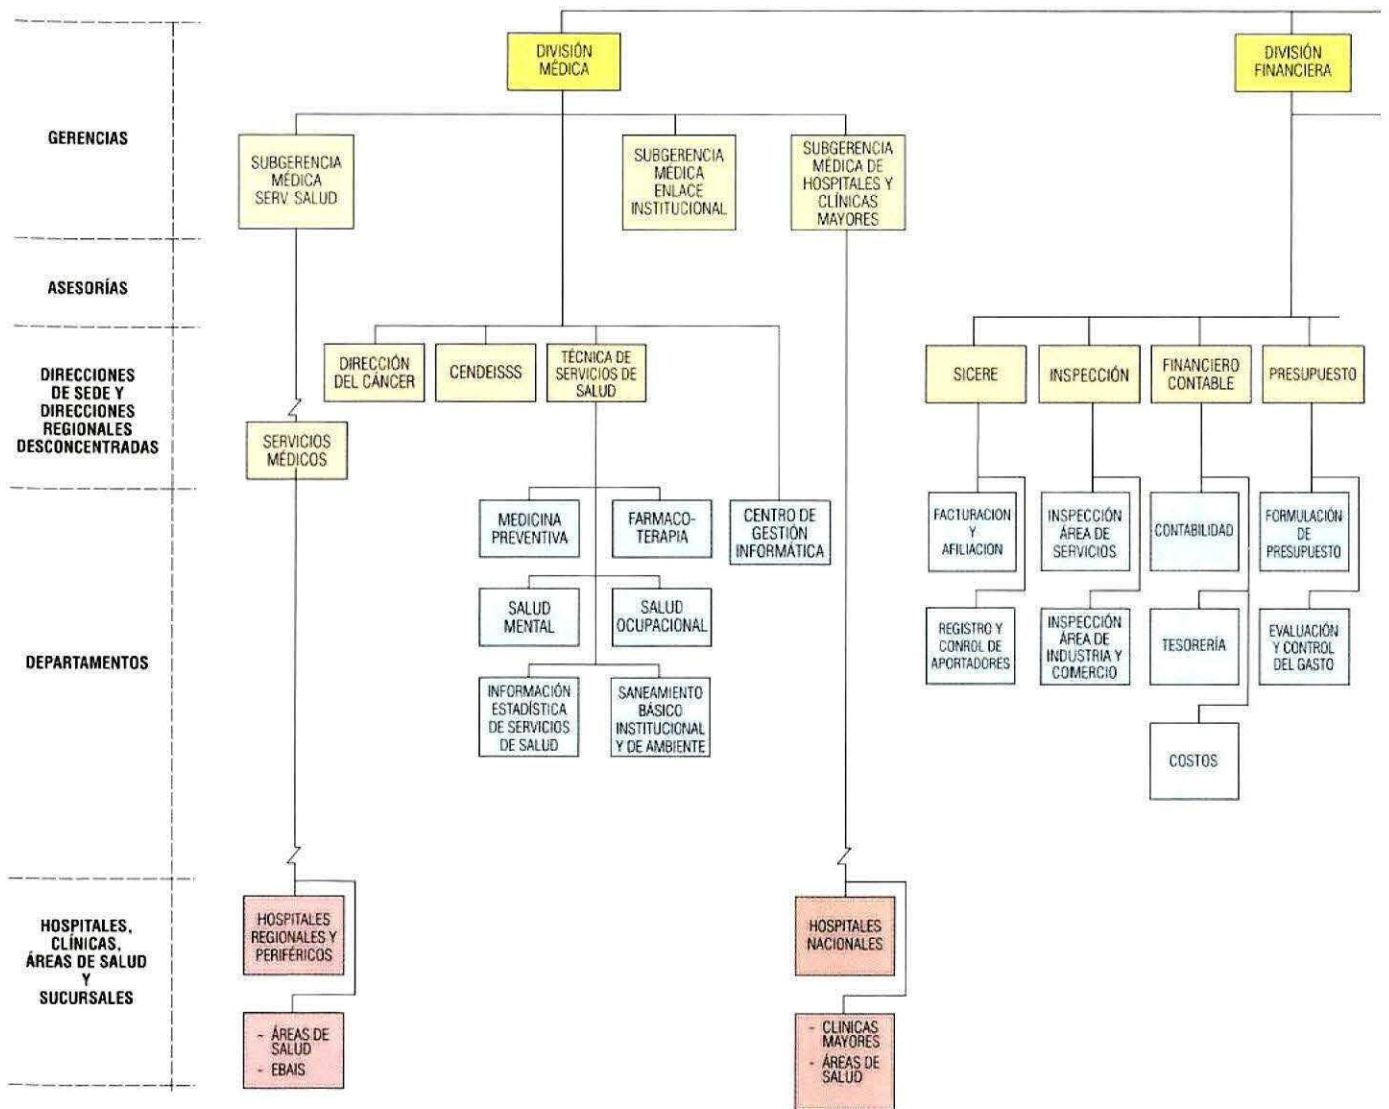 DIVISIÓN
MÉDICA
DIVISIÓN
FINANCIERA
GERENCIAS
SUBGERENCIA
MÉDICA
SERV. SALUD
SUBGERENCIA
MÉDICA
ENLACE
INSTITUCIONAL
SUBGERENCIA
MÉDICA DE
HOSPITALES Y
CLÍNICAS
MAYORES
ASESORÍAS
DIRECCIONES
DE SEDE Y
DIRECCIONES
REGIONALES
DESCONCENTRADAS
DIRECCIÓN
DEL CÁNCER
CENDEISSS
TÉCNICA DE
SERVICIOS DE
SALUD
SICERE
INSPECCIÓN
FINANCIERO
CONTABLE
PRESUPUESTO
SERVICIOS
MÉDICOS
DEPARTAMENTOS
MEDICINA
PREVENTIVA
FARMACO-
TERAPIA
CENTRO DE
GESTIÓN
INFORMÁTICA
FACTURACION
Y
AFILIACION
INSPECCIÓN
ÁREA DE
SERVICIOS
CONTABILIDAD
FORMULACIÓN
DE
PRESUPUESTO
SALUD
MENTAL
SALUD
OCUPACIONAL
REGISTRO Y
CONROL DE
APORTADORES
INSPECCIÓN
ÁREA DE
INDUSTRIA Y
COMERCIO
TESORERÍA
EVALUACIÓN
Y CONTROL
DEL GASTO
INFORMACIÓN
ESTADÍSTICA
DE SERVICIOS
DE SALUD
SANEAMIENTO
BÁSICO
INSTITUCIONAL
Y DE AMBIENTE
COSTOS
HOSPITALES,
CLÍNICAS,
ÁREAS DE SALUD
Y
SUCURSALES
HOSPITALES
REGIONALES Y
PERIFÉRICOS
HOSPITALES
NACIONALES
- ÁREAS DE
SALUD
- EBAIS
- CLINICAS
MAYORES
- ÁREAS DE
SALUD